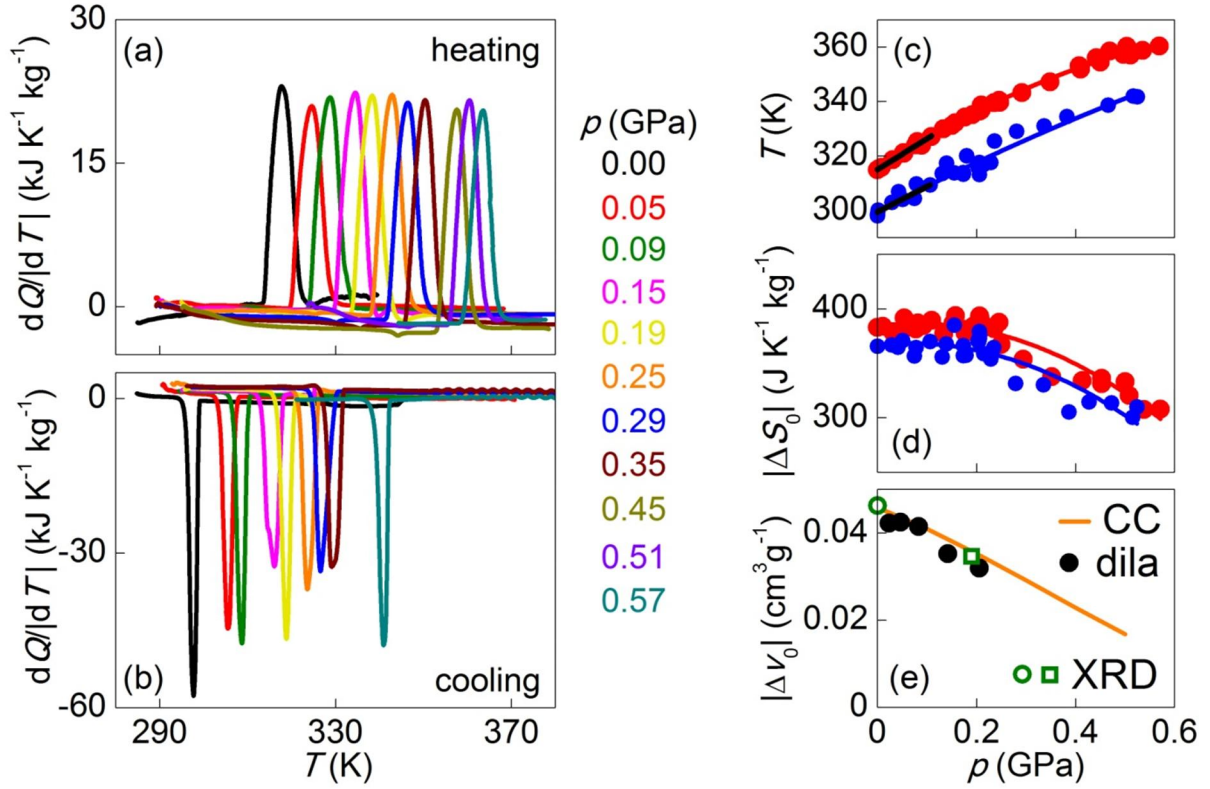 (a) heating
30
15
0
dQ/|dT| (kJ K⁻¹ kg⁻¹)
(b) cooling
0
-30
-60
dQ/|dT| (kJ K⁻¹ kg⁻¹)
290 330 370
T (K)
p (GPa)
0.00
0.05
0.09
0.15
0.19
0.25
0.29
0.35
0.45
0.51
0.57
(c)
360
340
320
300
T (K)
(d)
400
300
|ΔS₀| (J K⁻¹ kg⁻¹)
(e)
0.04
0.02
0
|Δv₀| (cm³g⁻¹)
CC
dila
XRD
0 0.2 0.4 0.6
p (GPa)